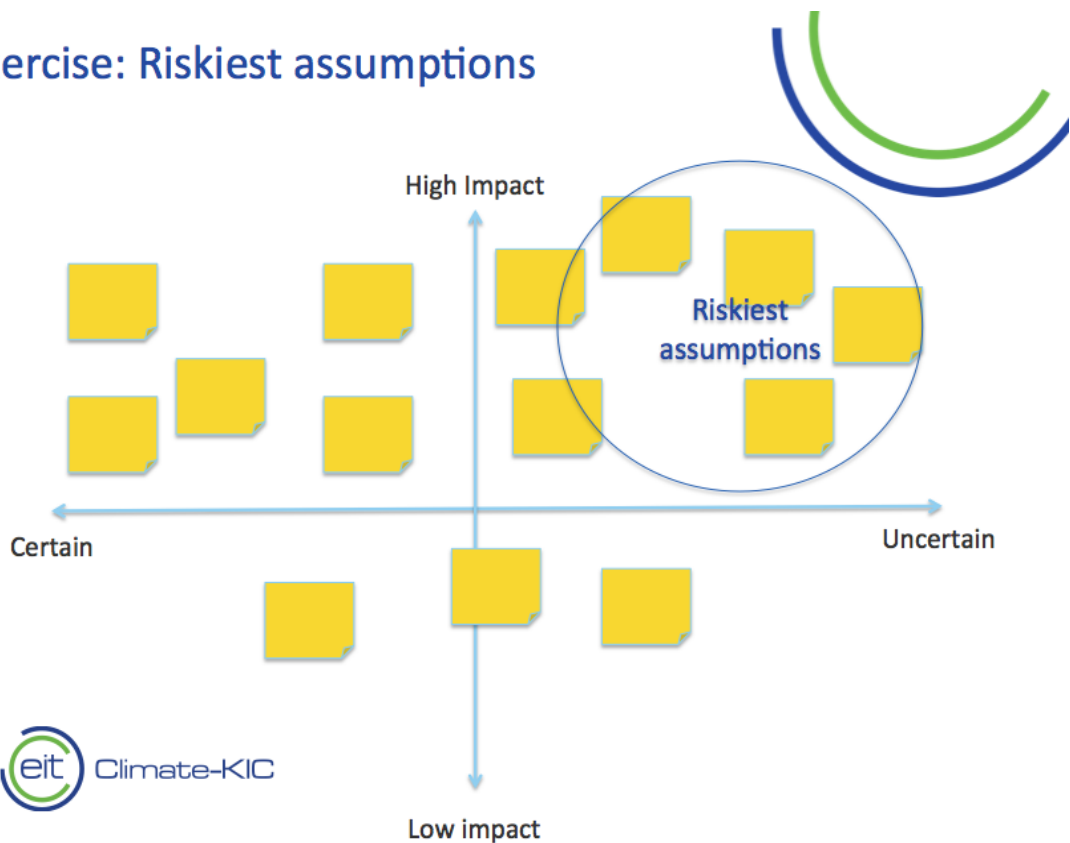 ercise: Riskiest assumptions
High Impact
Riskiest
assumptions
Certain
Uncertain
eit Climate-KIC
Low impact